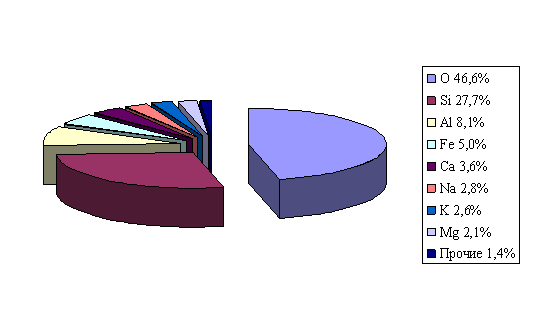 O 46,6%
Si 27,7%
Al 8,1%
Fe 5,0%
Ca 3,6%
Na 2,8%
K 2,6%
Mg 2,1%
Прочие 1,4%